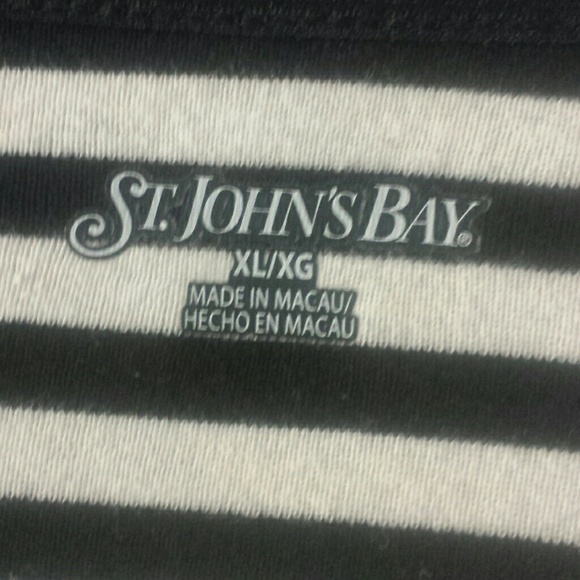 ST. JOHN'S BAY®
XL/XG
MADE IN MACAU/
HECHO EN MACAU